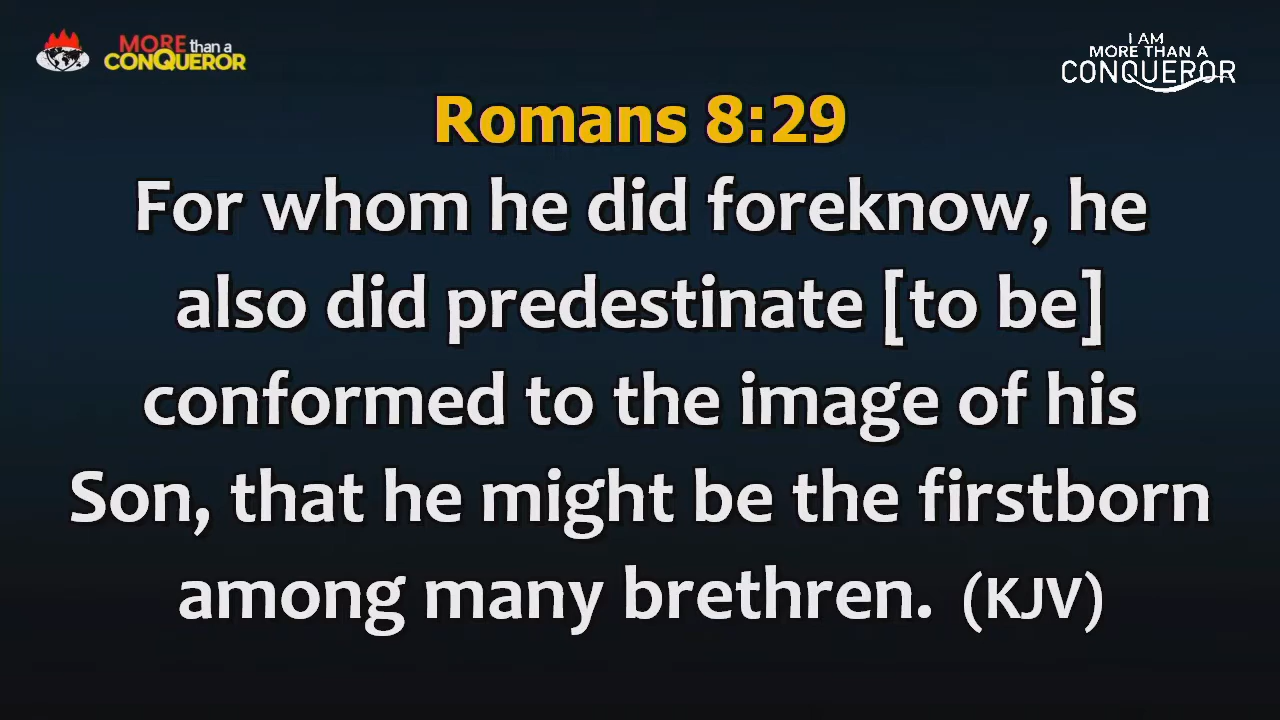 MORE than a
CONQUEROR
I AM
MORE THAN A
CONQUEROR
Romans 8:29
For whom he did foreknow, he
also did predestinate [to be]
conformed to the image of his
Son, that he might be the firstborn
among many brethren. (KJV)